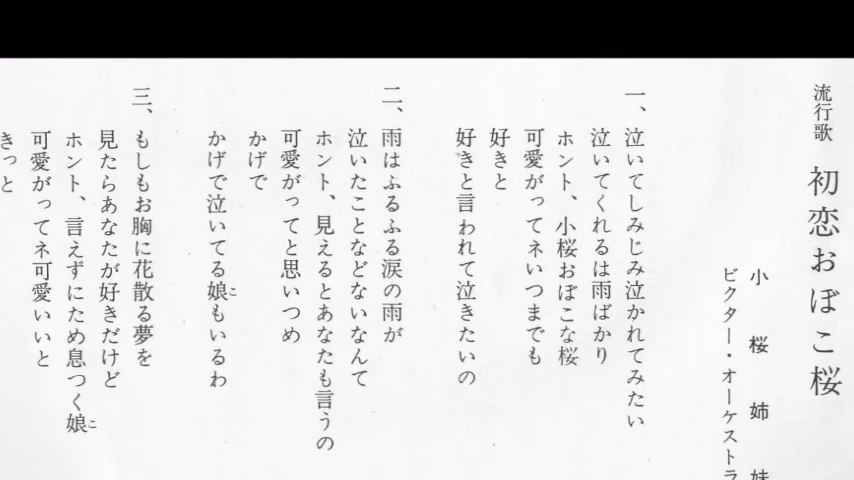 流行歌 初恋おぼこ桜
小桜姉妹
ビクター・オーケストラ
一、泣いてしみじみ泣かれてみたい
泣いてくれるは雨ばかり
ホント、小桜おぼこな桜
可愛がってネいつまでも
好きと
好きと言われて泣きたいの
二、雨はふるふる涙の雨が
泣いたことなどないなんて
ホント、見えるとあなたも言うの
可愛がってと思いつめ
かげで
かげで泣いてる娘こもいるわ
三、もしもお胸に花散る夢を
見たらあなたが好きだけど
ホント、言えずにため息つく娘こ
可愛がってネ可愛いいと
きっと